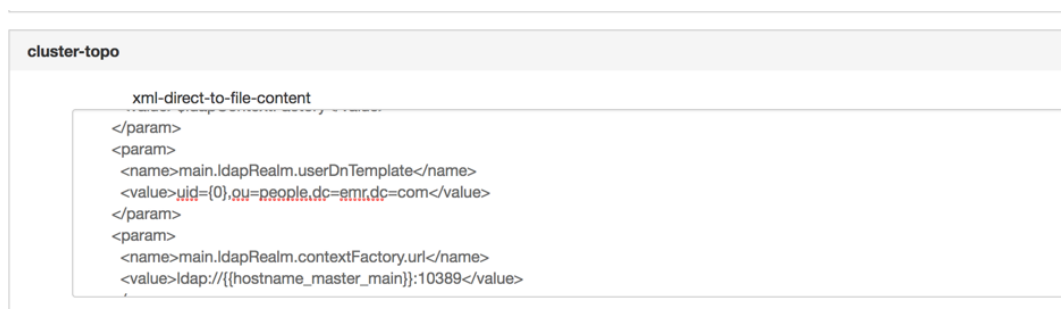 cluster-topo
xml-direct-to-file-content
</param>
<param>
<name>main.ldapRealm.userDnTemplate</name>
<value>uid={0},ou=people,dc=emr,dc=com</value>
</param>
<param>
<name>main.ldapRealm.contextFactory.url</name>
<value>ldap://{{hostname_master_main}}:10389</value>